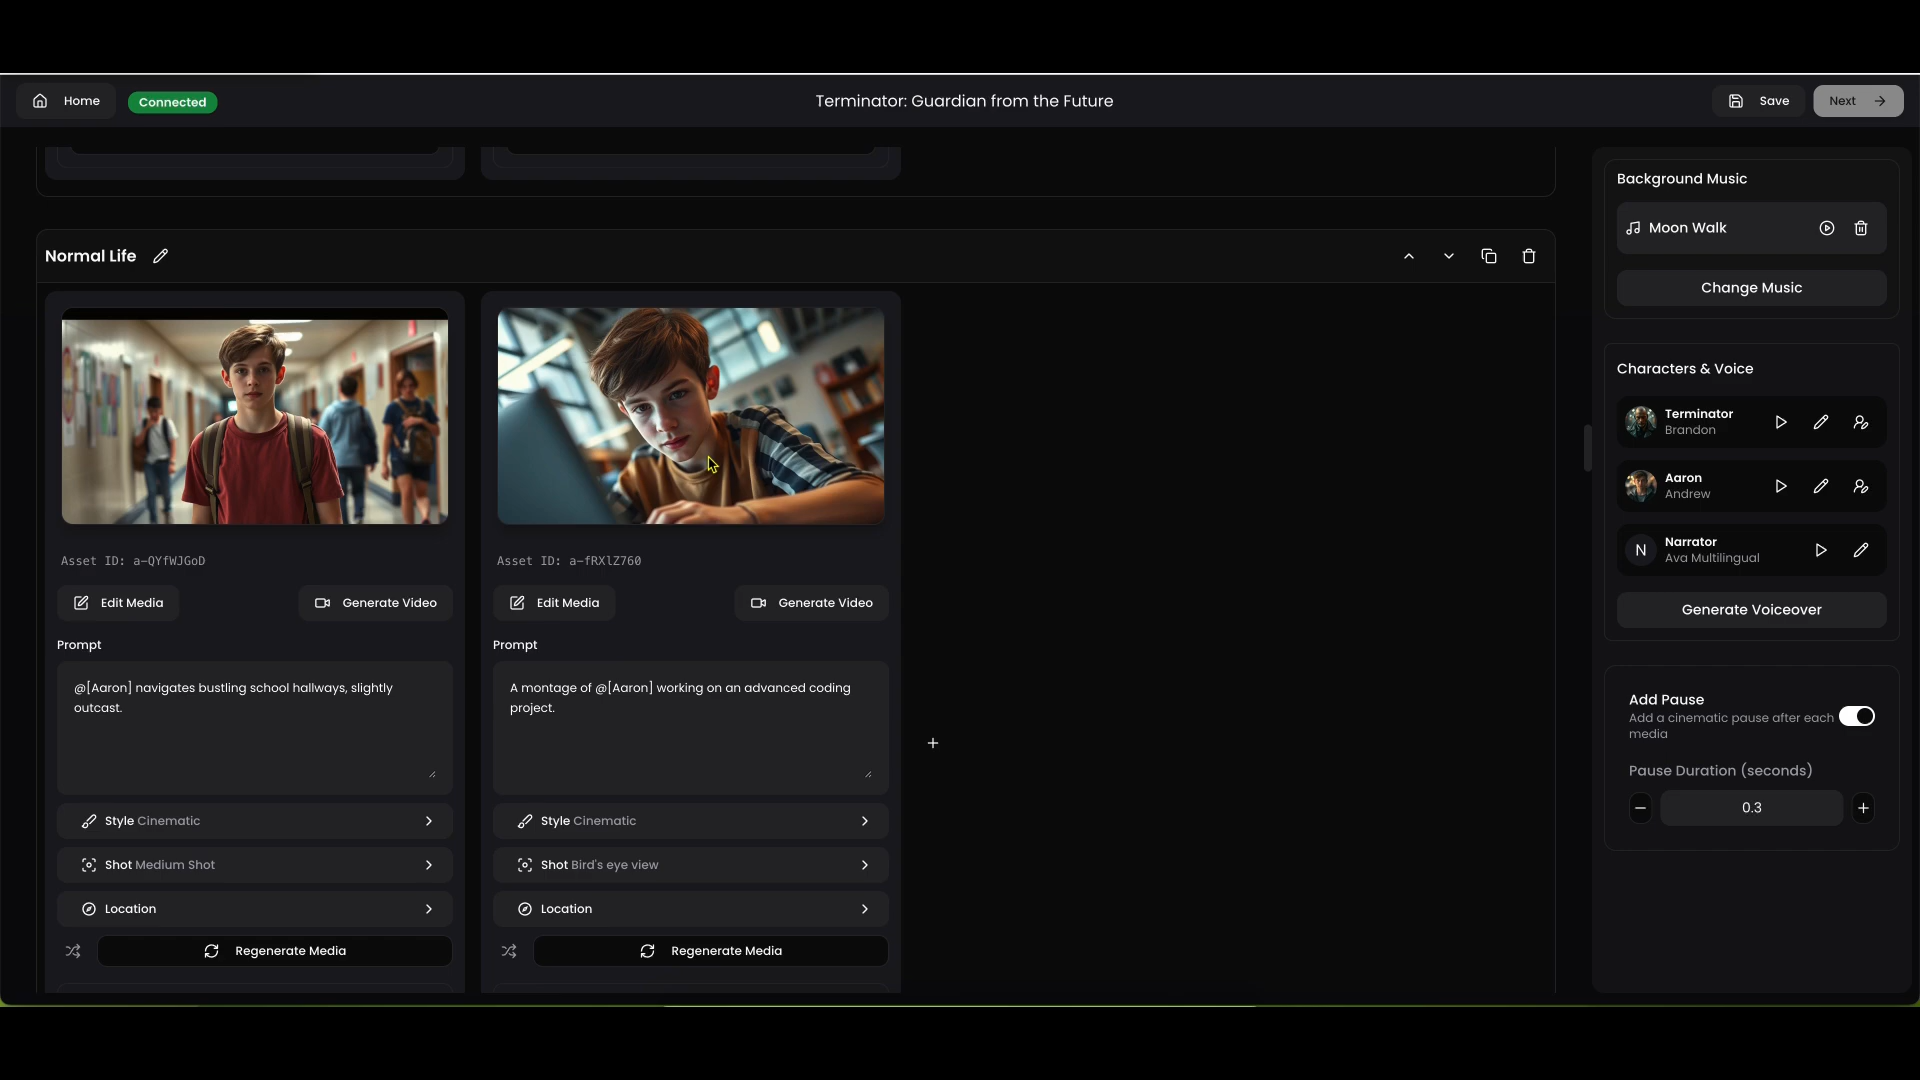 Home
Connected
Terminator: Guardian from the Future
Save
Next
Normal Life
Asset ID: a-QYfWJGoD
Edit Media
Generate Video
Prompt
@[Aaron] navigates bustling school hallways, slightly
outcast.
Style Cinematic
Shot Medium Shot
Location
Regenerate Media
Asset ID: a-fRXlZ760
Edit Media
Generate Video
Prompt
A montage of @[Aaron] working on an advanced coding
project.
Style Cinematic
Shot Bird's eye view
Location
Regenerate Media
Background Music
Moon Walk
Change Music
Characters & Voice
Terminator
Brandon
Aaron
Andrew
N
Narrator
Ava Multilingual
Generate Voiceover
Add Pause
Add a cinematic pause after each
media
Pause Duration (seconds)
0.3